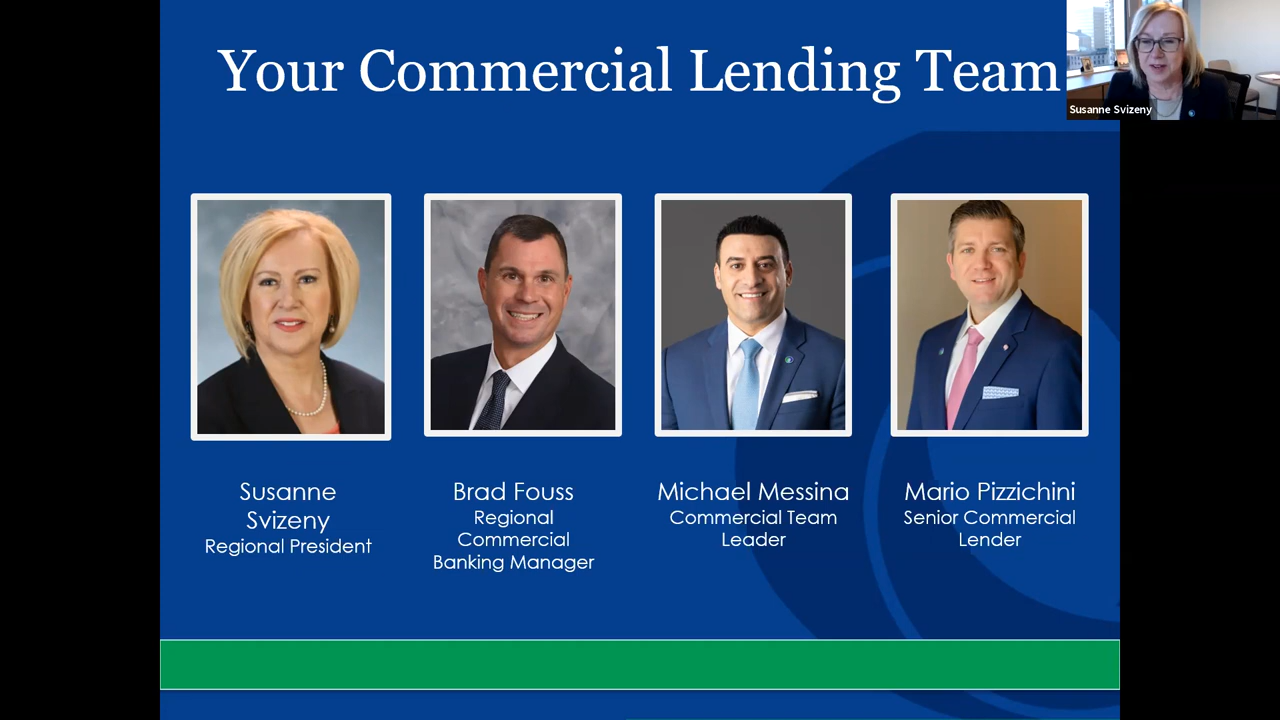 Your Commercial Lending Team
Susanne Svizeny
Susanne
Svizeny
Regional President
Brad Fouss
Regional
Commercial
Banking Manager
Michael Messina
Commercial Team
Leader
Mario Pizzichini
Senior Commercial
Lender